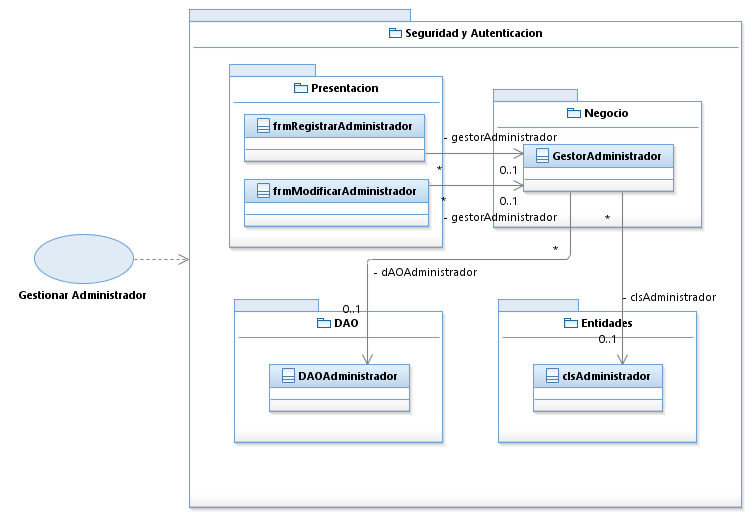 Seguridad y Autenticacion
Presentacion
frmRegistrarAdministrador
- gestorAdministrador
*
0..1
frmModificarAdministrador
*
0..1
- gestorAdministrador
Negocio
GestorAdministrador
*
*
- dAOAdministrador
- clsAdministrador
Gestionar Administrador
0..1
DAO
DAOAdministrador
Entidades
0..1
clsAdministrador